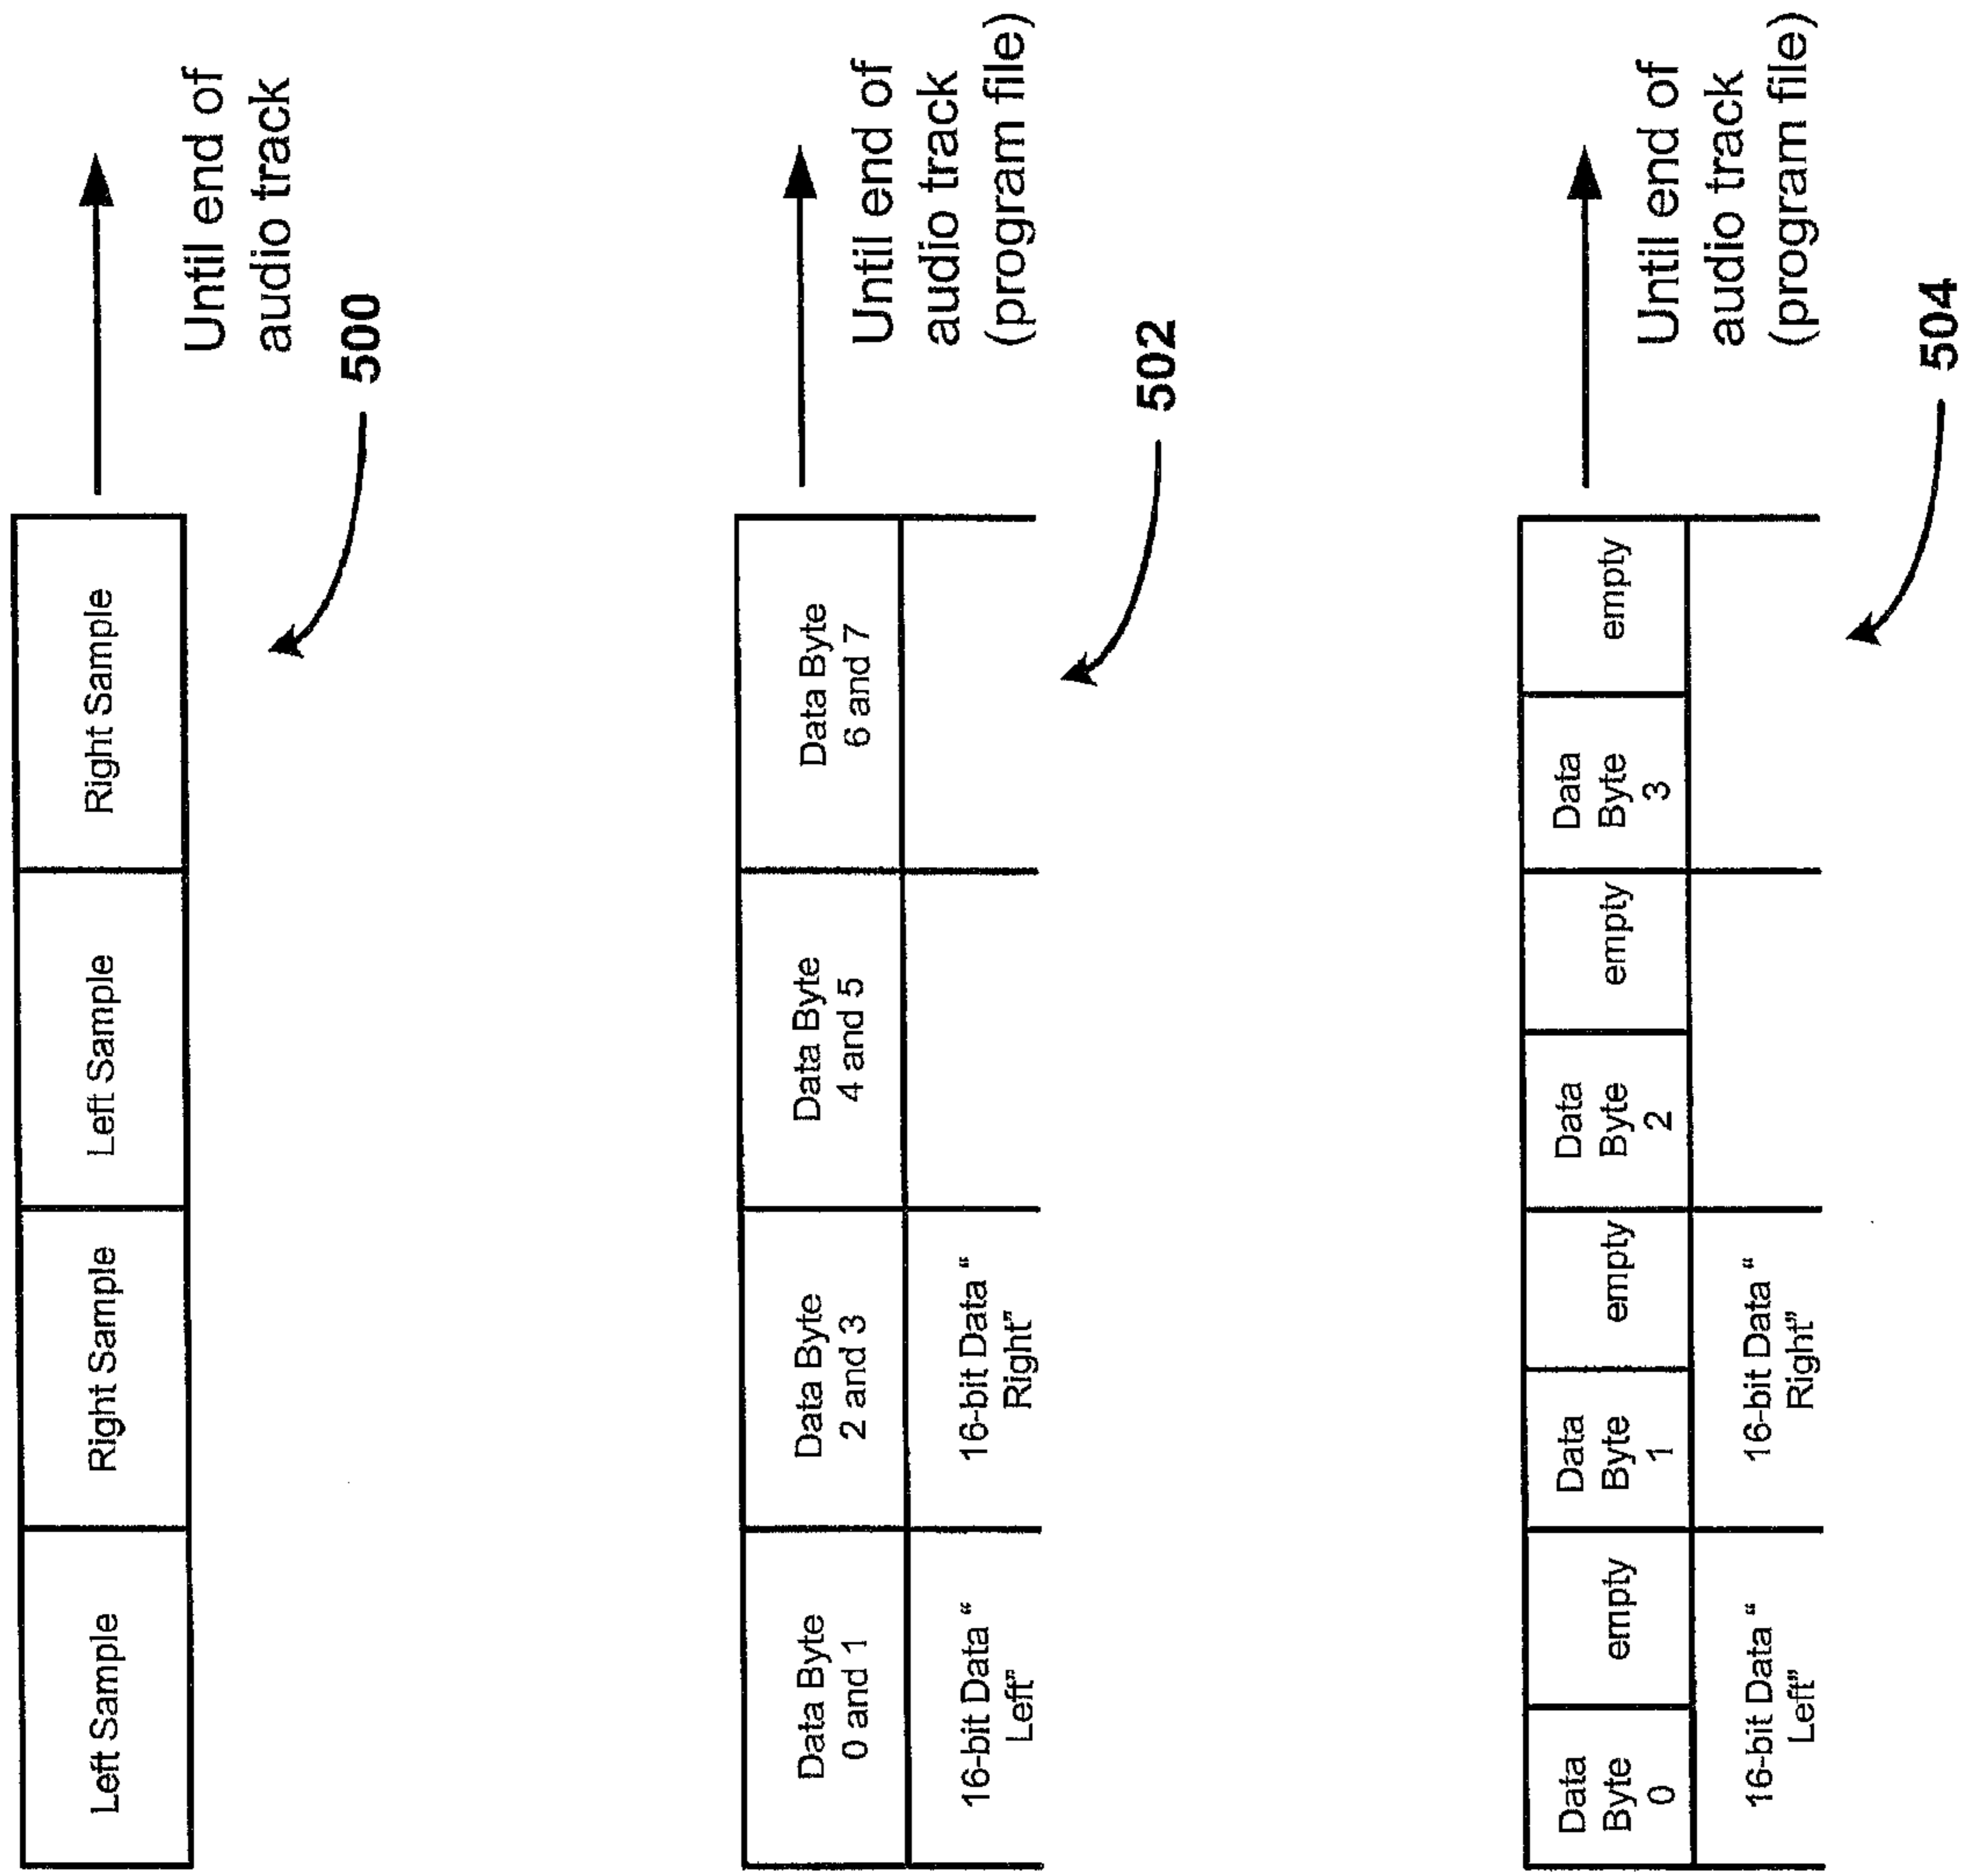 Left Sample
Right Sample
Left Sample
Right Sample
Until end of
audio track
500
Data Byte
0 and 1
Data Byte
2 and 3
Data Byte
4 and 5
Data Byte
6 and 7
16-bit Data “
Left”
16-bit Data “
Right”
Until end of
audio track
(program file)
502
Data
Byte
0
empty
Data
Byte
1
empty
Data
Byte
2
empty
Data
Byte
3
empty
16-bit Data “
Left”
16-bit Data “
Right”
Until end of
audio track
(program file)
504